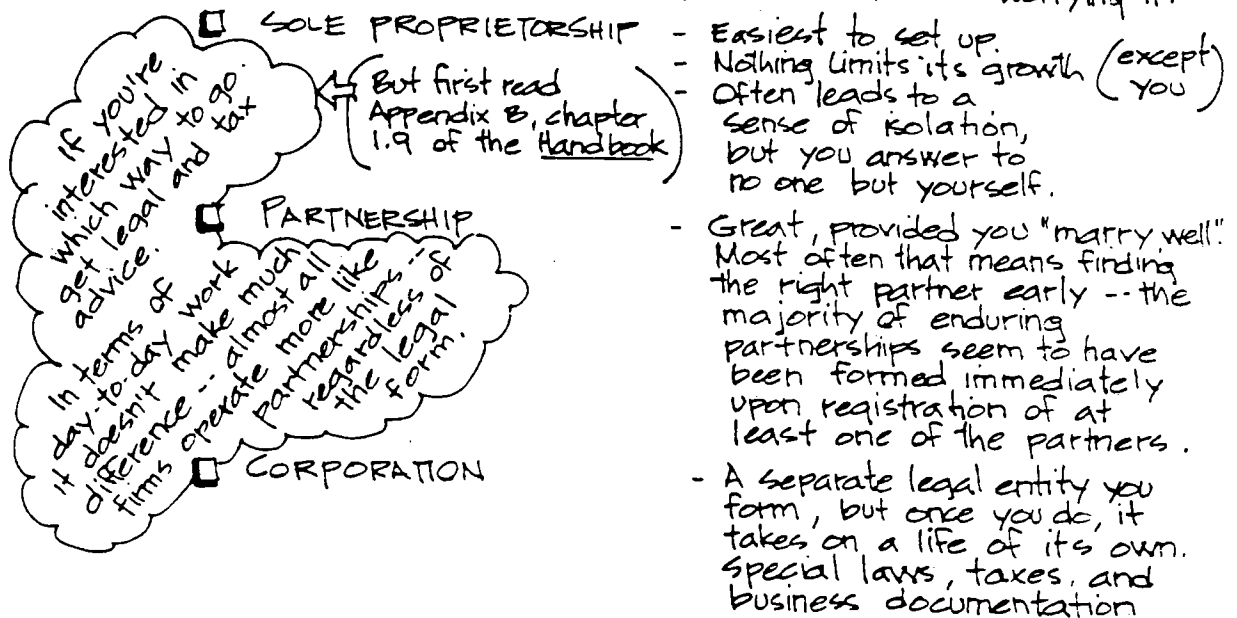 SOLE PROPRIETORSHIP
- Easiest to set up.
- Nothing limits its growth (except you)
- Often leads to a
sense of isolation,
but you answer to
no one but yourself.
But first read
Appendix B, chapter
1.9 of the Handbook
If you're
interested in
which way to go.
get legal and tax
advice.
PARTNERSHIP
- Great, provided you "marry well".
Most often that means finding
the right partner early -- the
majority of enduring
partnerships seem to have
been formed immediately
upon registration of at
least one of the partners.
In terms of
day-to-day work
it doesn't make much
difference -- almost all
firms operate more like
partnerships --
regardless of
the legal
form.
CORPORATION
- A separate legal entity you
form, but once you do, it
takes on a life of its own.
Special laws, taxes, and
business documentation